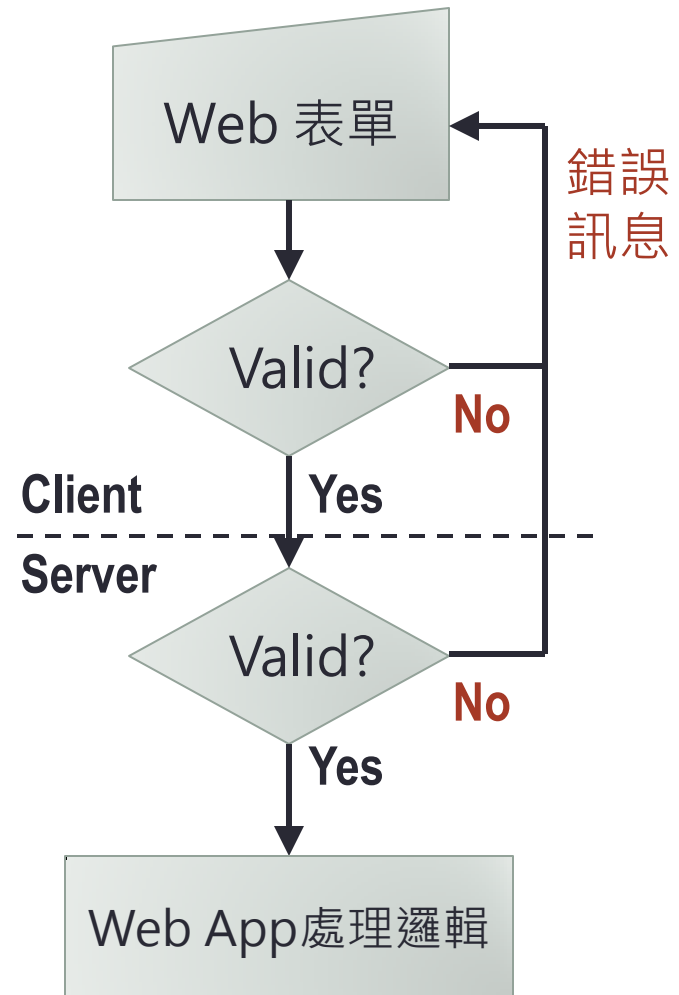 Web 表單
錯誤
訊息
Valid?
No
Client
Yes
Server
Valid?
No
Yes
Web App處理邏輯